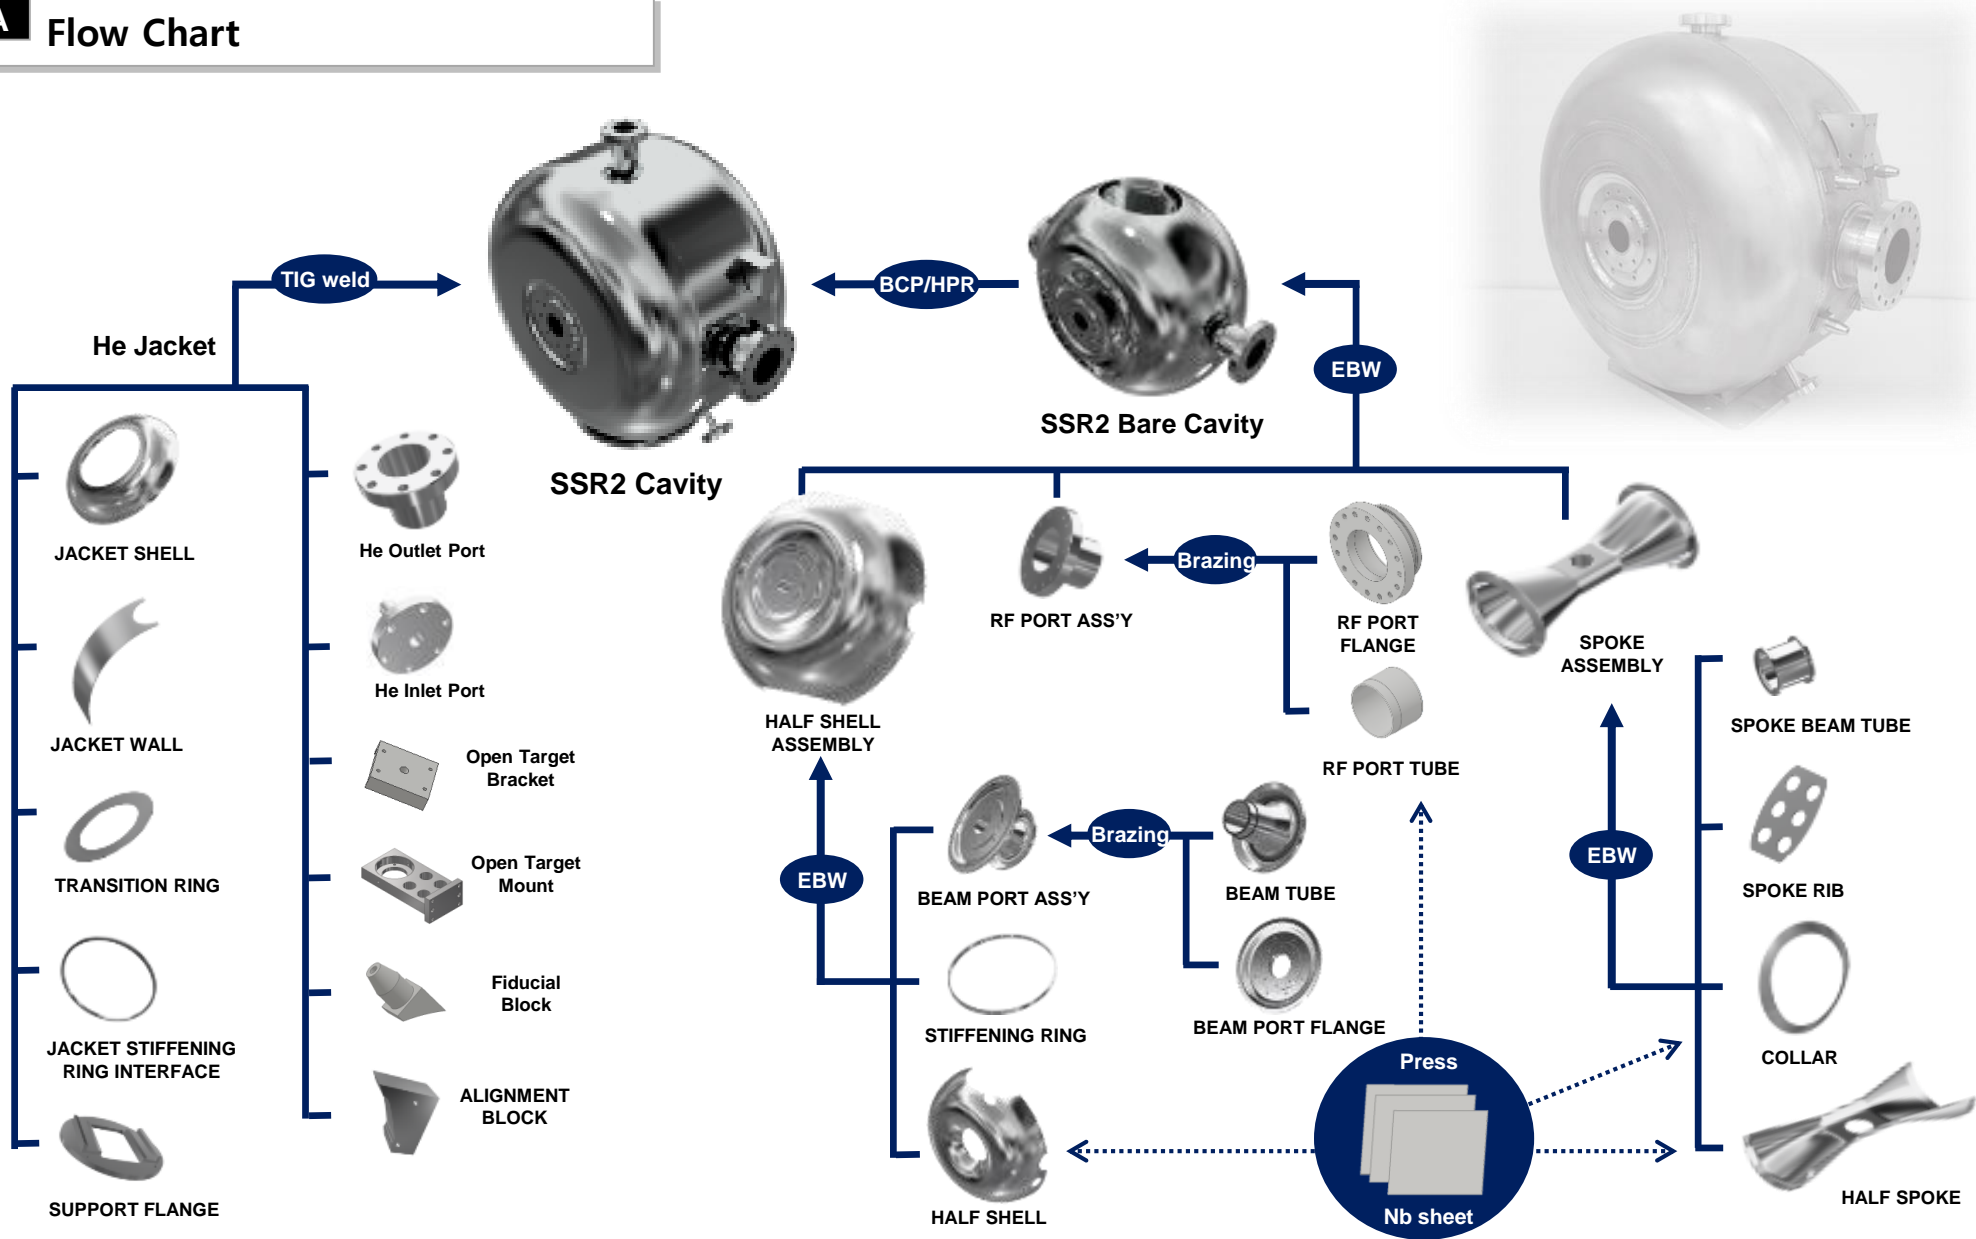 A
Flow Chart
TIG weld
BCP/HPR
EBW
He Jacket
SSR2 Cavity
SSR2 Bare Cavity
JACKET SHELL
JACKET WALL
TRANSITION RING
JACKET STIFFENING
RING INTERFACE
SUPPORT FLANGE
He Outlet Port
He Inlet Port
Open Target
Bracket
Open Target
Mount
Fiducial
Block
ALIGNMENT
BLOCK
HALF SHELL
ASSEMBLY
RF PORT ASS'Y
Brazing
RF PORT
FLANGE
RF PORT TUBE
SPOKE
ASSEMBLY
EBW
BEAM PORT ASS'Y
Brazing
BEAM TUBE
BEAM PORT FLANGE
STIFFENING RING
HALF SHELL
Press
Nb sheet
EBW
SPOKE BEAM TUBE
SPOKE RIB
COLLAR
HALF SPOKE